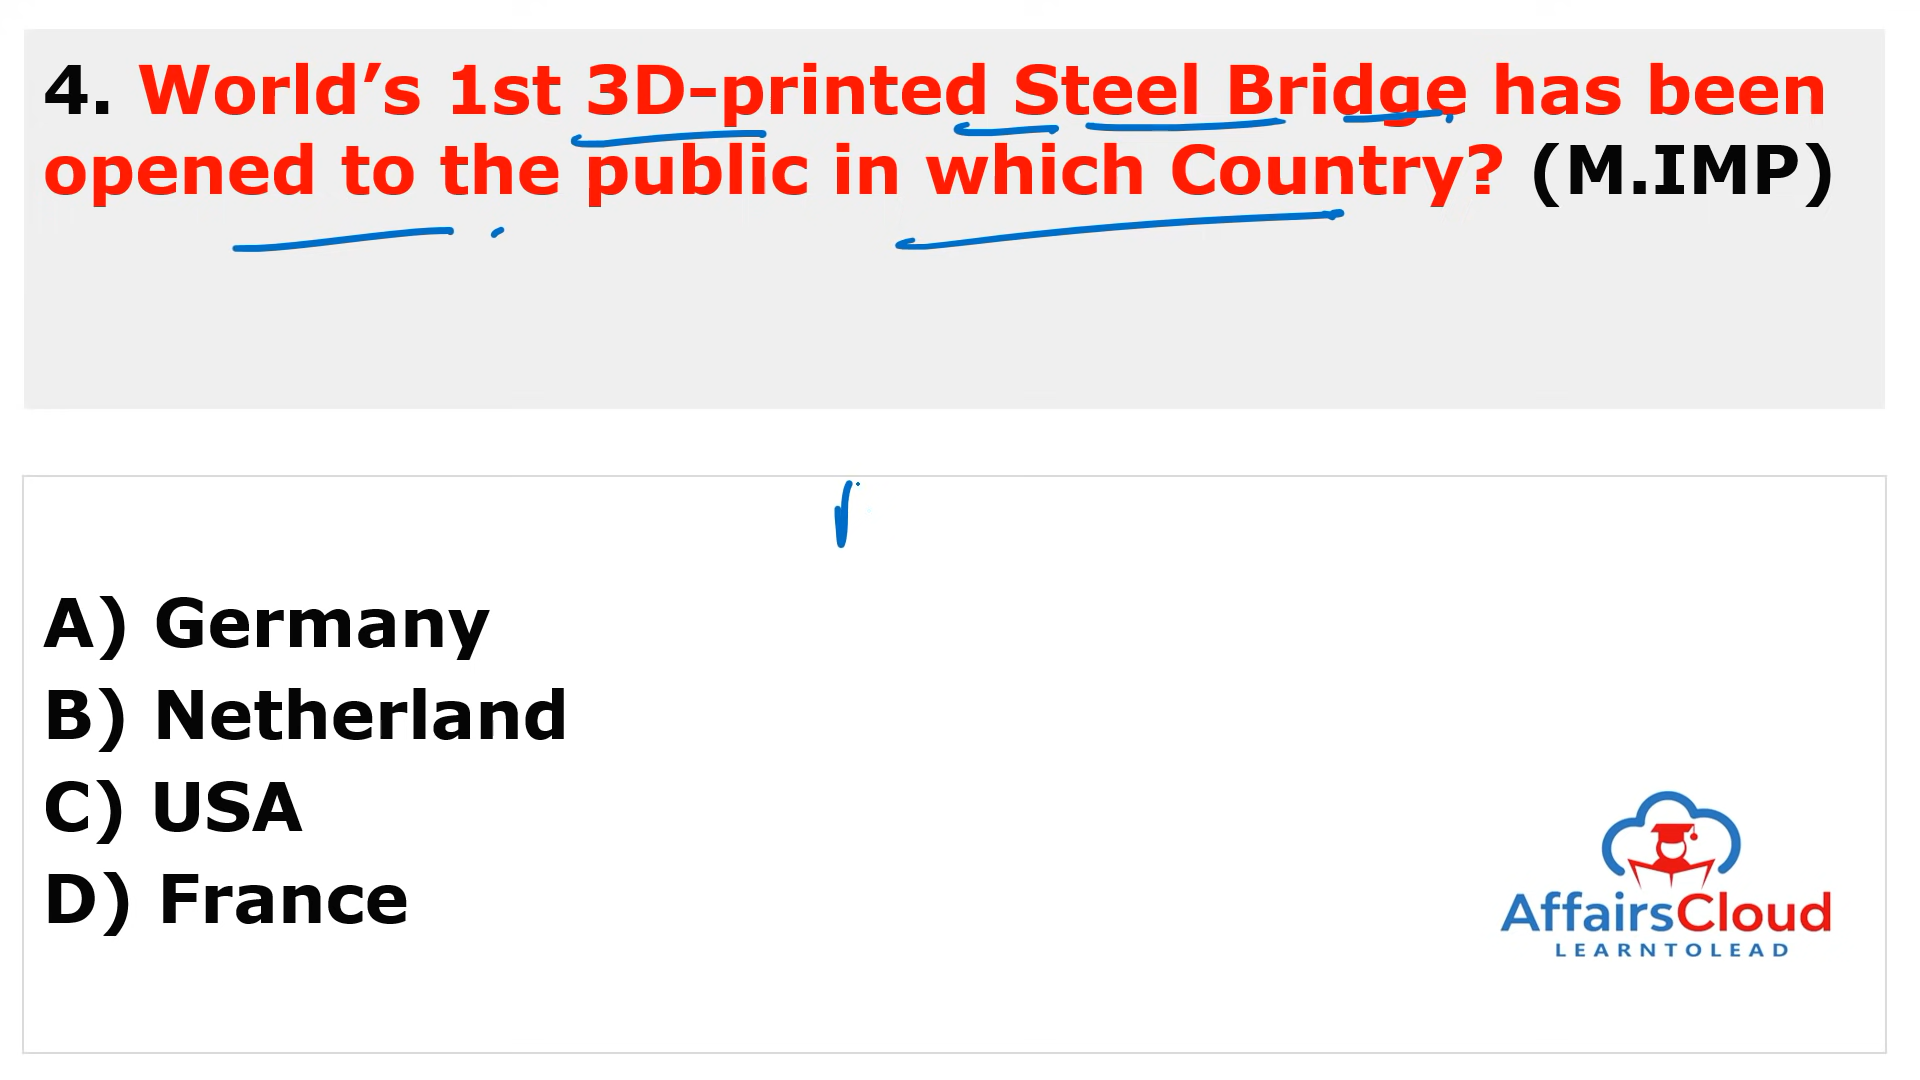 4. World’s 1st 3D-printed Steel Bridge has been
opened to the public in which Country? (M.IMP)
A) Germany
B) Netherland
C) USA
D) France
AffairsCloud
LEARNTOLEAD